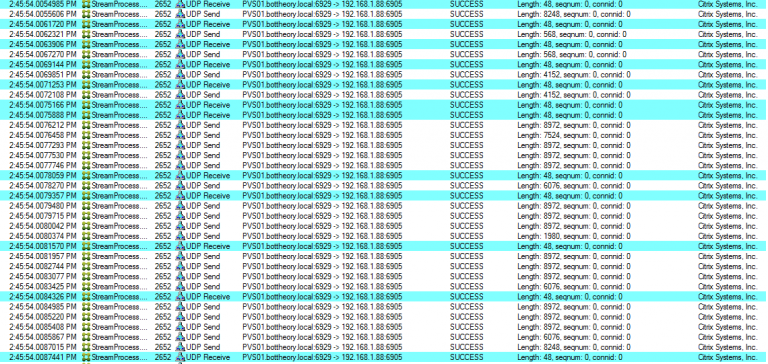 2:45:54.0054985 PM StreamProcess.... 2652 UDP Receive PVS01.bottheory.local:6929 -> 192.168.1.88:6905 SUCCESS Length: 48, seqnum: 0, connid: 0 Citrix Systems, Inc.
2:45:54.0055606 PM StreamProcess.... 2652 UDP Send PVS01.bottheory.local:6929 -> 192.168.1.88:6905 SUCCESS Length: 8248, seqnum: 0, connid: 0 Citrix Systems, Inc.
2:45:54.0061720 PM StreamProcess.... 2652 UDP Receive PVS01.bottheory.local:6929 -> 192.168.1.88:6905 SUCCESS Length: 48, seqnum: 0, connid: 0 Citrix Systems, Inc.
2:45:54.0062321 PM StreamProcess.... 2652 UDP Send PVS01.bottheory.local:6929 -> 192.168.1.88:6905 SUCCESS Length: 568, seqnum: 0, connid: 0 Citrix Systems, Inc.
2:45:54.0063906 PM StreamProcess.... 2652 UDP Receive PVS01.bottheory.local:6929 -> 192.168.1.88:6905 SUCCESS Length: 48, seqnum: 0, connid: 0 Citrix Systems, Inc.
2:45:54.0067270 PM StreamProcess.... 2652 UDP Send PVS01.bottheory.local:6929 -> 192.168.1.88:6905 SUCCESS Length: 568, seqnum: 0, connid: 0 Citrix Systems, Inc.
2:45:54.0069144 PM StreamProcess.... 2652 UDP Receive PVS01.bottheory.local:6929 -> 192.168.1.88:6905 SUCCESS Length: 48, seqnum: 0, connid: 0 Citrix Systems, Inc.
2:45:54.0069851 PM StreamProcess.... 2652 UDP Send PVS01.bottheory.local:6929 -> 192.168.1.88:6905 SUCCESS Length: 4152, seqnum: 0, connid: 0 Citrix Systems, Inc.
2:45:54.0071253 PM StreamProcess.... 2652 UDP Receive PVS01.bottheory.local:6929 -> 192.168.1.88:6905 SUCCESS Length: 48, seqnum: 0, connid: 0 Citrix Systems, Inc.
2:45:54.0072108 PM StreamProcess.... 2652 UDP Send PVS01.bottheory.local:6929 -> 192.168.1.88:6905 SUCCESS Length: 4152, seqnum: 0, connid: 0 Citrix Systems, Inc.
2:45:54.0075166 PM StreamProcess.... 2652 UDP Receive PVS01.bottheory.local:6929 -> 192.168.1.88:6905 SUCCESS Length: 48, seqnum: 0, connid: 0 Citrix Systems, Inc.
2:45:54.0075888 PM StreamProcess.... 2652 UDP Receive PVS01.bottheory.local:6929 -> 192.168.1.88:6905 SUCCESS Length: 48, seqnum: 0, connid: 0 Citrix Systems, Inc.
2:45:54.0076212 PM StreamProcess.... 2652 UDP Send PVS01.bottheory.local:6929 -> 192.168.1.88:6905 SUCCESS Length: 8972, seqnum: 0, connid: 0 Citrix Systems, Inc.
2:45:54.0076458 PM StreamProcess.... 2652 UDP Send PVS01.bottheory.local:6929 -> 192.168.1.88:6905 SUCCESS Length: 7524, seqnum: 0, connid: 0 Citrix Systems, Inc.
2:45:54.0077293 PM StreamProcess.... 2652 UDP Send PVS01.bottheory.local:6929 -> 192.168.1.88:6905 SUCCESS Length: 8972, seqnum: 0, connid: 0 Citrix Systems, Inc.
2:45:54.0077530 PM StreamProcess.... 2652 UDP Send PVS01.bottheory.local:6929 -> 192.168.1.88:6905 SUCCESS Length: 8972, seqnum: 0, connid: 0 Citrix Systems, Inc.
2:45:54.0077746 PM StreamProcess.... 2652 UDP Send PVS01.bottheory.local:6929 -> 192.168.1.88:6905 SUCCESS Length: 8972, seqnum: 0, connid: 0 Citrix Systems, Inc.
2:45:54.0078059 PM StreamProcess.... 2652 UDP Receive PVS01.bottheory.local:6929 -> 192.168.1.88:6905 SUCCESS Length: 48, seqnum: 0, connid: 0 Citrix Systems, Inc.
2:45:54.0078270 PM StreamProcess.... 2652 UDP Send PVS01.bottheory.local:6929 -> 192.168.1.88:6905 SUCCESS Length: 6076, seqnum: 0, connid: 0 Citrix Systems, Inc.
2:45:54.0079357 PM StreamProcess.... 2652 UDP Receive PVS01.bottheory.local:6929 -> 192.168.1.88:6905 SUCCESS Length: 48, seqnum: 0, connid: 0 Citrix Systems, Inc.
2:45:54.0079480 PM StreamProcess.... 2652 UDP Send PVS01.bottheory.local:6929 -> 192.168.1.88:6905 SUCCESS Length: 8972, seqnum: 0, connid: 0 Citrix Systems, Inc.
2:45:54.0079715 PM StreamProcess.... 2652 UDP Send PVS01.bottheory.local:6929 -> 192.168.1.88:6905 SUCCESS Length: 8972, seqnum: 0, connid: 0 Citrix Systems, Inc.
2:45:54.0080042 PM StreamProcess.... 2652 UDP Send PVS01.bottheory.local:6929 -> 192.168.1.88:6905 SUCCESS Length: 8972, seqnum: 0, connid: 0 Citrix Systems, Inc.
2:45:54.0080374 PM StreamProcess.... 2652 UDP Send PVS01.bottheory.local:6929 -> 192.168.1.88:6905 SUCCESS Length: 1980, seqnum: 0, connid: 0 Citrix Systems, Inc.
2:45:54.0081570 PM StreamProcess.... 2652 UDP Receive PVS01.bottheory.local:6929 -> 192.168.1.88:6905 SUCCESS Length: 48, seqnum: 0, connid: 0 Citrix Systems, Inc.
2:45:54.0081957 PM StreamProcess.... 2652 UDP Send PVS01.bottheory.local:6929 -> 192.168.1.88:6905 SUCCESS Length: 8972, seqnum: 0, connid: 0 Citrix Systems, Inc.
2:45:54.0082744 PM StreamProcess.... 2652 UDP Send PVS01.bottheory.local:6929 -> 192.168.1.88:6905 SUCCESS Length: 8972, seqnum: 0, connid: 0 Citrix Systems, Inc.
2:45:54.0083077 PM StreamProcess.... 2652 UDP Send PVS01.bottheory.local:6929 -> 192.168.1.88:6905 SUCCESS Length: 8972, seqnum: 0, connid: 0 Citrix Systems, Inc.
2:45:54.0083425 PM StreamProcess.... 2652 UDP Send PVS01.bottheory.local:6929 -> 192.168.1.88:6905 SUCCESS Length: 6076, seqnum: 0, connid: 0 Citrix Systems, Inc.
2:45:54.0084326 PM StreamProcess.... 2652 UDP Receive PVS01.bottheory.local:6929 -> 192.168.1.88:6905 SUCCESS Length: 48, seqnum: 0, connid: 0 Citrix Systems, Inc.
2:45:54.0084985 PM StreamProcess.... 2652 UDP Send PVS01.bottheory.local:6929 -> 192.168.1.88:6905 SUCCESS Length: 8972, seqnum: 0, connid: 0 Citrix Systems, Inc.
2:45:54.0085220 PM StreamProcess.... 2652 UDP Send PVS01.bottheory.local:6929 -> 192.168.1.88:6905 SUCCESS Length: 8972, seqnum: 0, connid: 0 Citrix Systems, Inc.
2:45:54.0085408 PM StreamProcess.... 2652 UDP Send PVS01.bottheory.local:6929 -> 192.168.1.88:6905 SUCCESS Length: 8972, seqnum: 0, connid: 0 Citrix Systems, Inc.
2:45:54.0085867 PM StreamProcess.... 2652 UDP Send PVS01.bottheory.local:6929 -> 192.168.1.88:6905 SUCCESS Length: 6076, seqnum: 0, connid: 0 Citrix Systems, Inc.
2:45:54.0087015 PM StreamProcess.... 2652 UDP Send PVS01.bottheory.local:6929 -> 192.168.1.88:6905 SUCCESS Length: 8248, seqnum: 0, connid: 0 Citrix Systems, Inc.
2:45:54.0087441 PM StreamProcess.... 2652 UDP Receive PVS01.bottheory.local:6929 -> 192.168.1.88:6905 SUCCESS Length: 48, seqnum: 0, connid: 0 Citrix Systems, Inc.